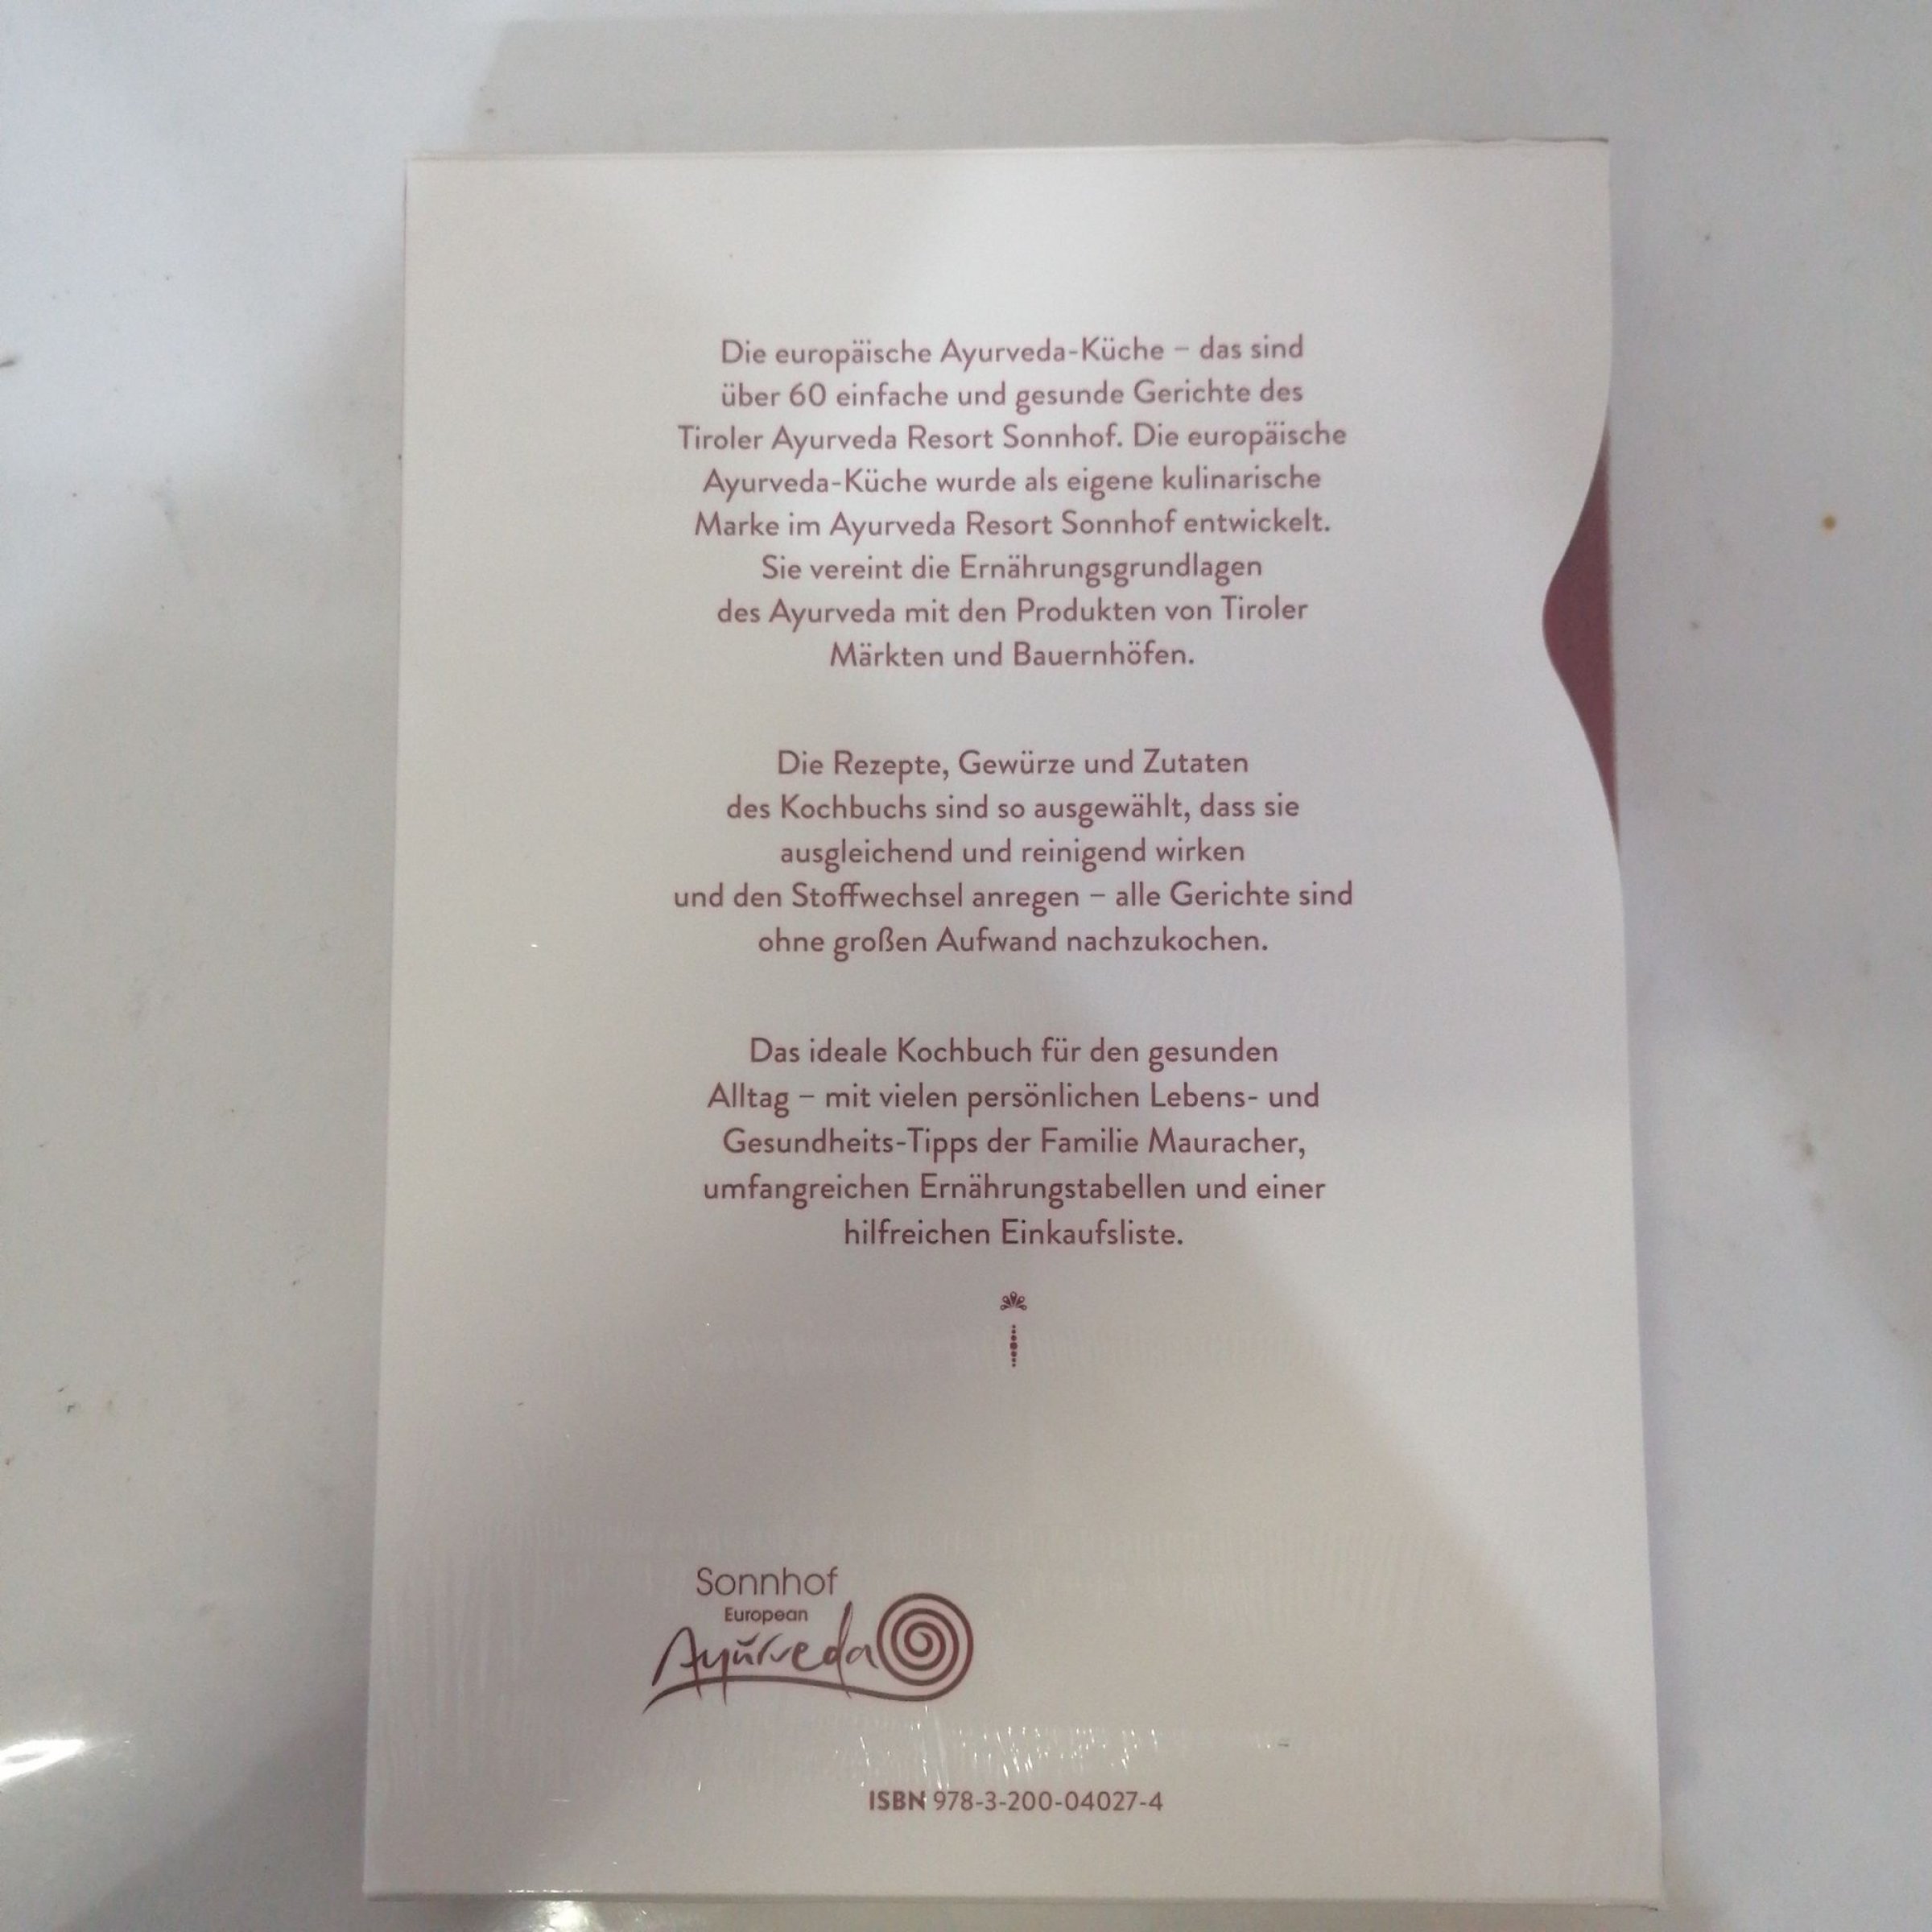 Die europäische Ayurveda-Küche – das sind
über 60 einfache und gesunde Gerichte des
Tiroler Ayurveda Resort Sonnhof. Die europäische
Ayurveda-Küche wurde als eigene kulinarische
Marke im Ayurveda Resort Sonnhof entwickelt.
Sie vereint die Ernährungsgrundlagen
des Ayurveda mit den Produkten von Tiroler
Märkten und Bauernhöfen.
Die Rezepte, Gewürze und Zutaten
des Kochbuchs sind so ausgewählt, dass sie
ausgleichend und reinigend wirken
und den Stoffwechsel anregen – alle Gerichte sind
ohne großen Aufwand nachzukochen.
Das ideale Kochbuch für den gesunden
Alltag – mit vielen persönlichen Lebens- und
Gesundheits-Tipps der Familie Mauracher,
umfangreichen Ernährungstabellen und einer
hilfreichen Einkaufsliste.
Sonnhof
European
Ayurveda
ISBN 978-3-200-04027-4